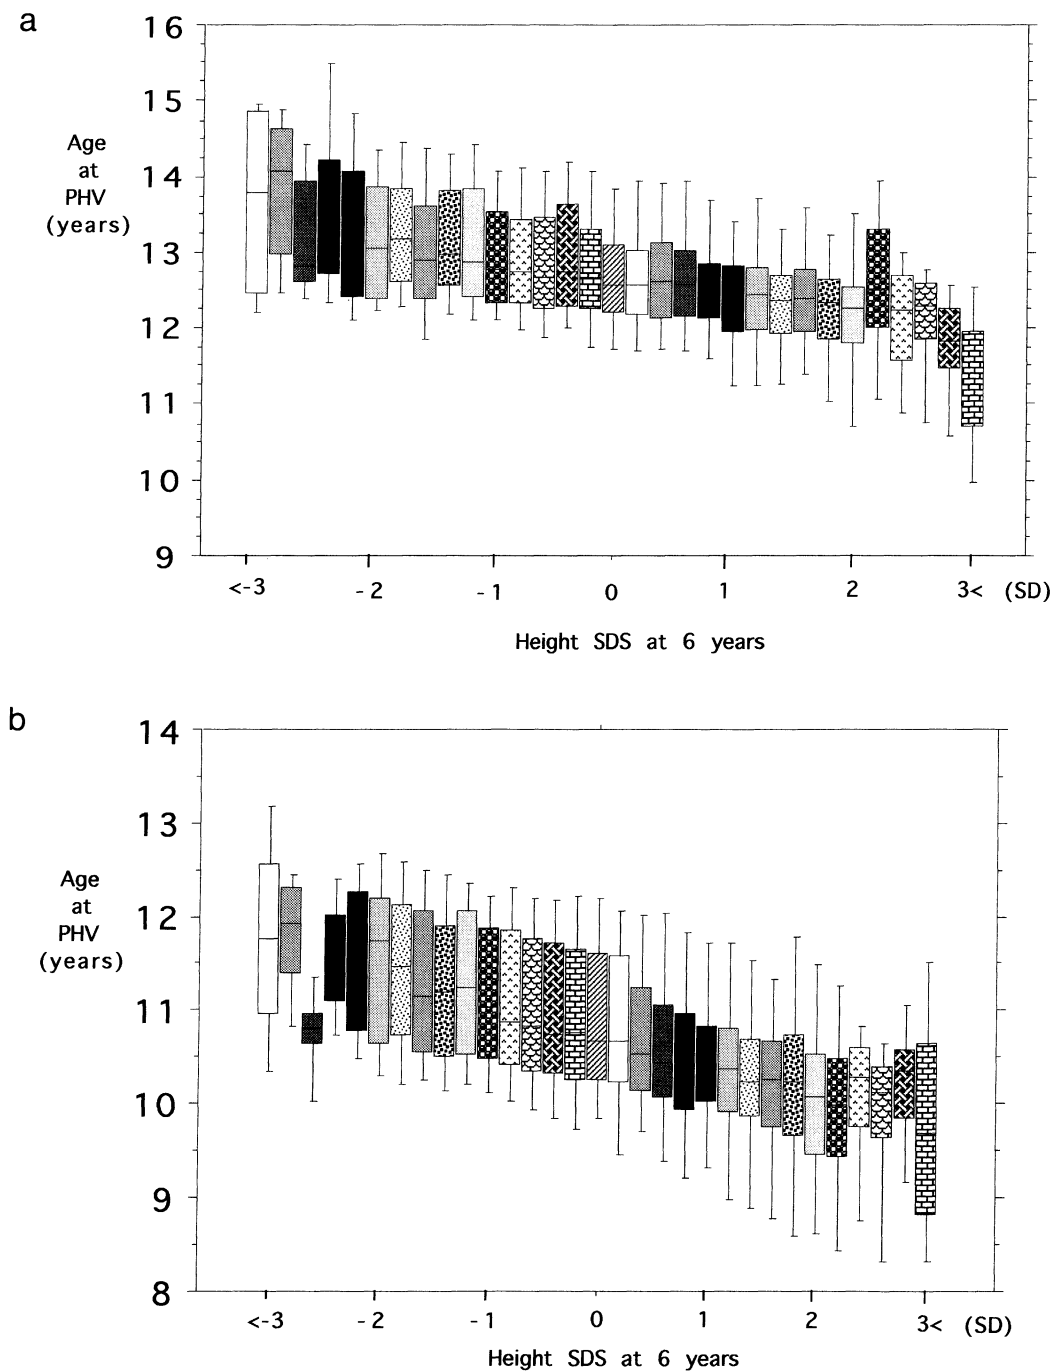 a
16
15
Age
at
PHV
(years)
14
13
12
11
10
9
<-3 -2 -1 0 1 2 3< (SD)
Height SDS at 6 years
b
14
13
Age
at
PHV
(years)
12
11
10
9
8
<-3 -2 -1 0 1 2 3< (SD)
Height SDS at 6 years